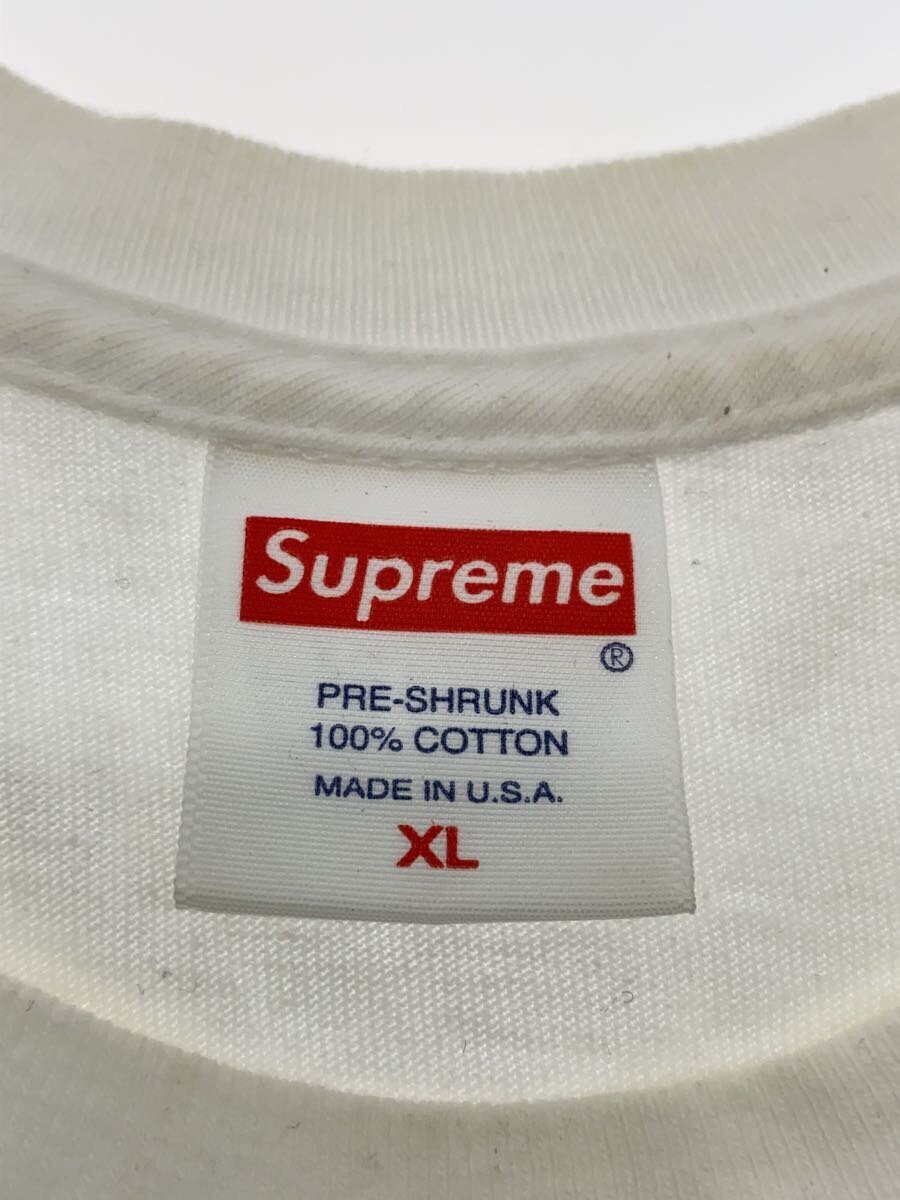 Supreme
®
PRE-SHRUNK
100% COTTON
MADE IN U.S.A.
XL